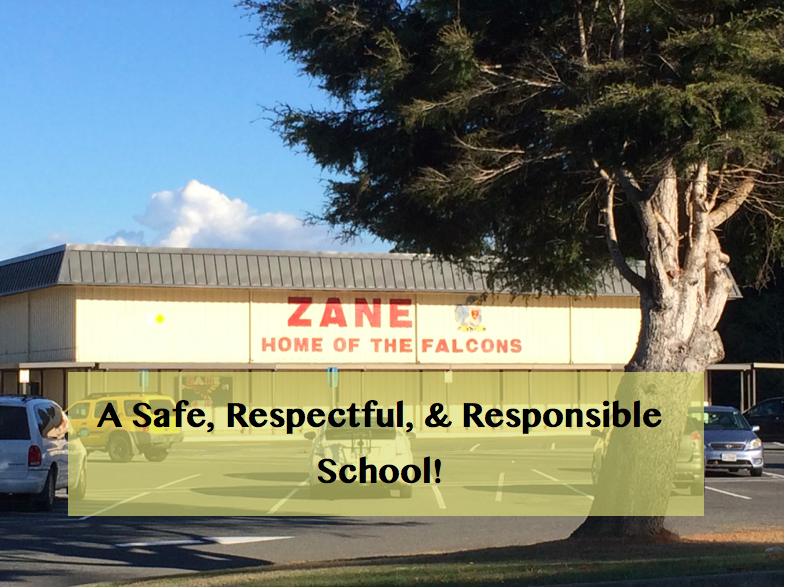 ZANE
HOME OF THE FALCONS
A Safe, Respectful, & Responsible
School!